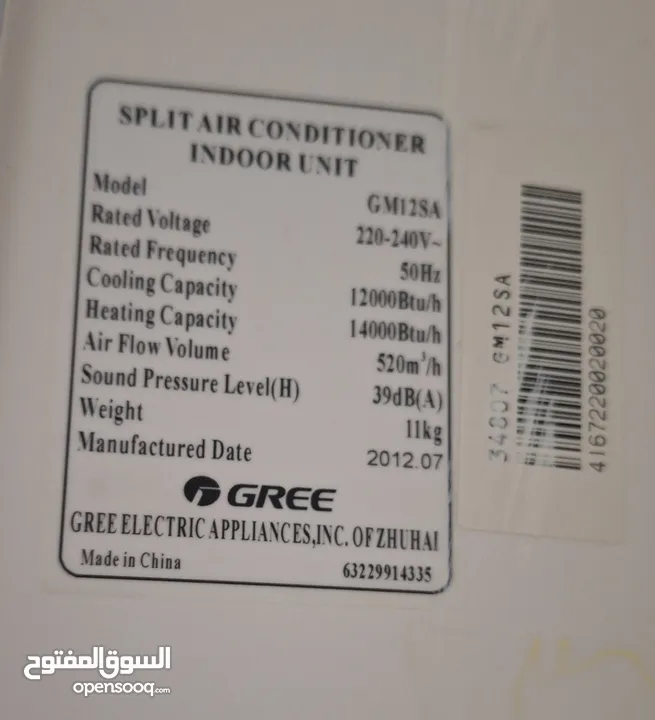 SPLIT AIR CONDITIONER
INDOOR UNIT
Model GM12SA
Rated Voltage 220-240V~
Rated Frequency 50Hz
Cooling Capacity 12000Btu/h
Heating Capacity 14000Btu/h
Air Flow Volume 520m³/h
Sound Pressure Level(H) 39dB(A)
Weight 11kg
Manufactured Date 2012.07
GREE
GREE ELECTRIC APPLIANCES,INC. OF ZHUHAI
Made in China 63229914335
34007 GM12SA
4167220020020
السوق المفتوح
opensooq.com